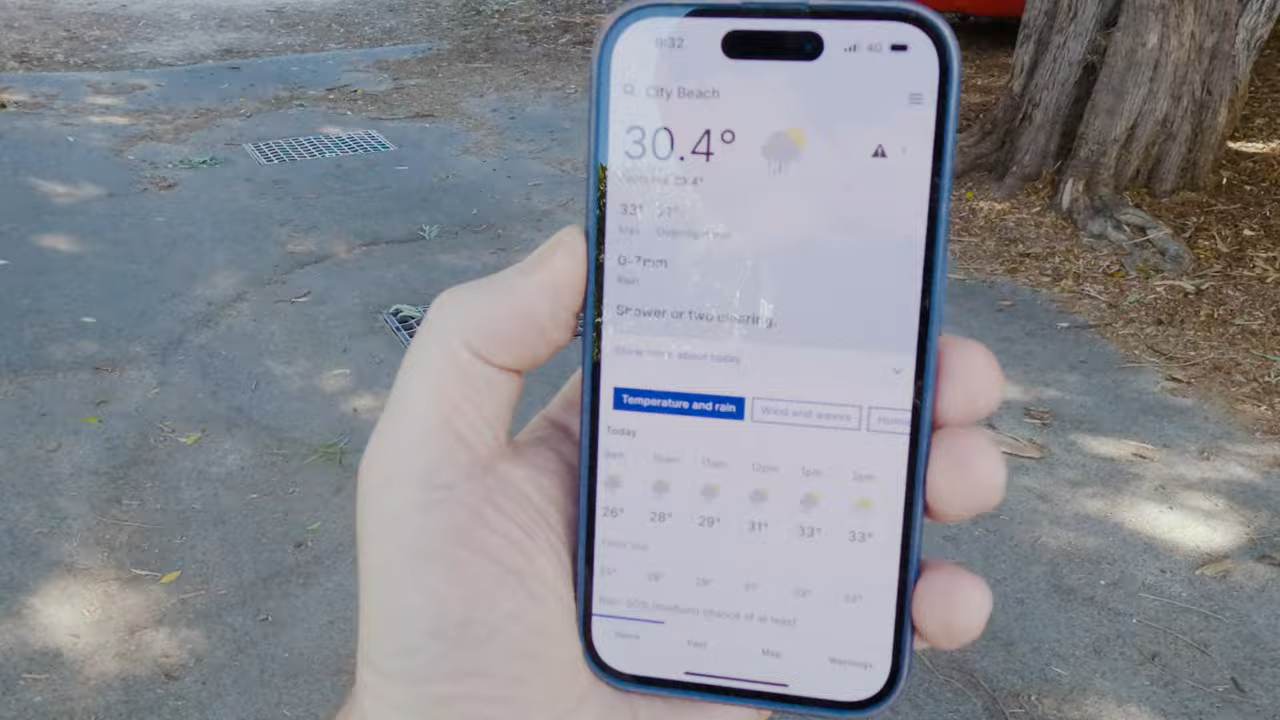 9:32 4G
City Beach
30.4°
33° 21°
Max Overnight min
0-7mm
Rain
Shower or two clearing.
Show more about today
Temperature and rain Wind and waves
Today
9am 10am 11am 12pm 1pm 2pm
26° 28° 29° 31° 33° 33°
Feels like
Rain: 50% (medium) chance of at least
Home Past Map Warnings